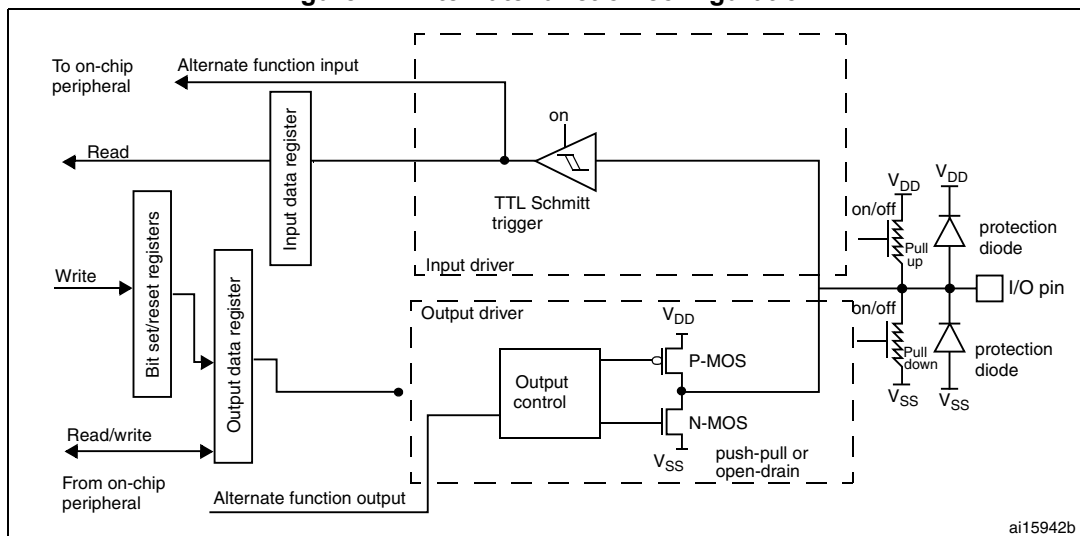 To on-chip
peripheral
Alternate function input
on
Read
Input data register
TTL Schmitt
trigger
Input driver
Write
Bit set/reset registers
Output data register
Read/write
From on-chip
peripheral
Alternate function output
Output driver
Output
control
VDD
P-MOS
N-MOS
VSS
push-pull or
open-drain
VDD
VDD
on/off
Pull
up
protection
diode
I/O pin
on/off
Pull
down
protection
diode
VSS
VSS
ai15942b